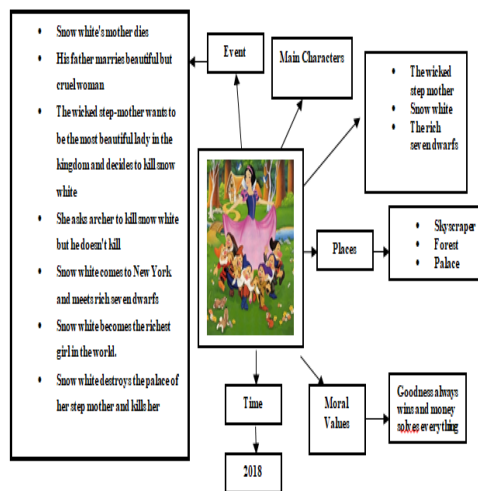 • Snow white's mother dies
• His father marries beautiful but
cruel woman
• The wicked step-mother wants to
be the most beautiful lady in the
kingdom and decides to kill snow
white
• She asks archer to kill snow white
but he doesn't kill
• Snow white comes to New York
and meets rich seven dwarfs
• Snow white becomes the richest
girl in the world.
• Snow white destroys the palace of
her step mother and kills her
Event
Main Characters
• The wicked
step mother
• Snow white
• The rich
seven dwarfs
Places
• Skyscraper
• Forest
• Palace
Time
2018
Moral
Values
Goodness always
wins and money
solves everything